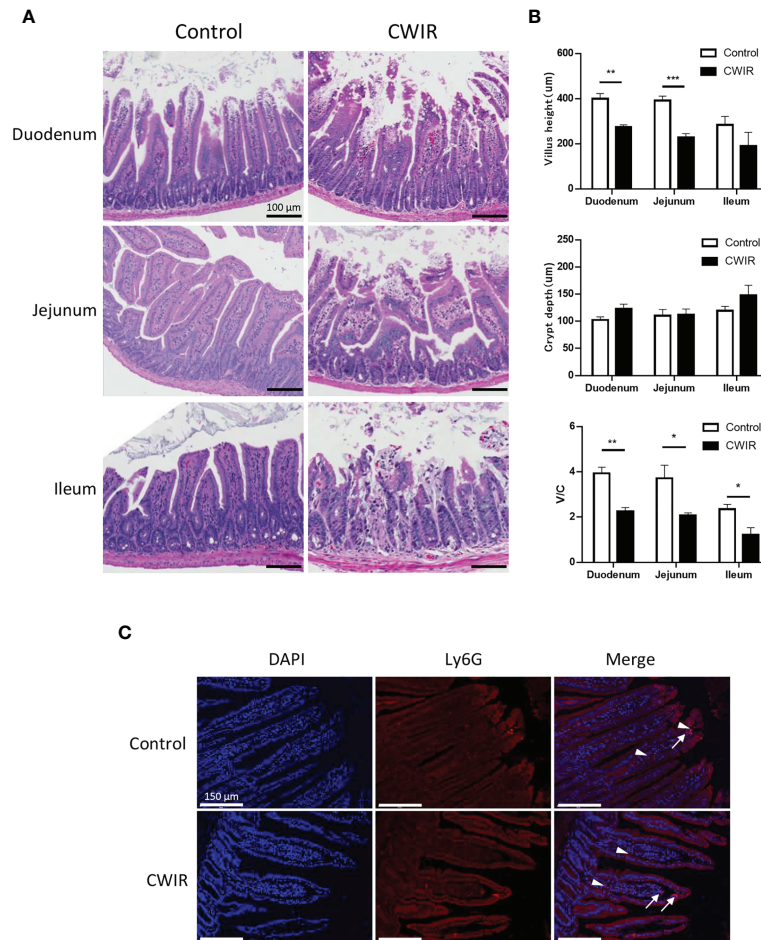 A
Control
CWIR
Duodenum
100 µm
Jejunum
Ileum
B
600
400
200
0
Villus height(um)
**
***
Control
CWIR
Duodenum
Jejunum
Ileum
250
200
150
100
50
0
Crypt depth(um)
Control
CWIR
Duodenum
Jejunum
Ileum
6
4
2
0
V/C
**
*
*
Control
CWIR
Duodenum
Jejunum
Ileum
C
DAPI
Ly6G
Merge
Control
150 µm
CWIR